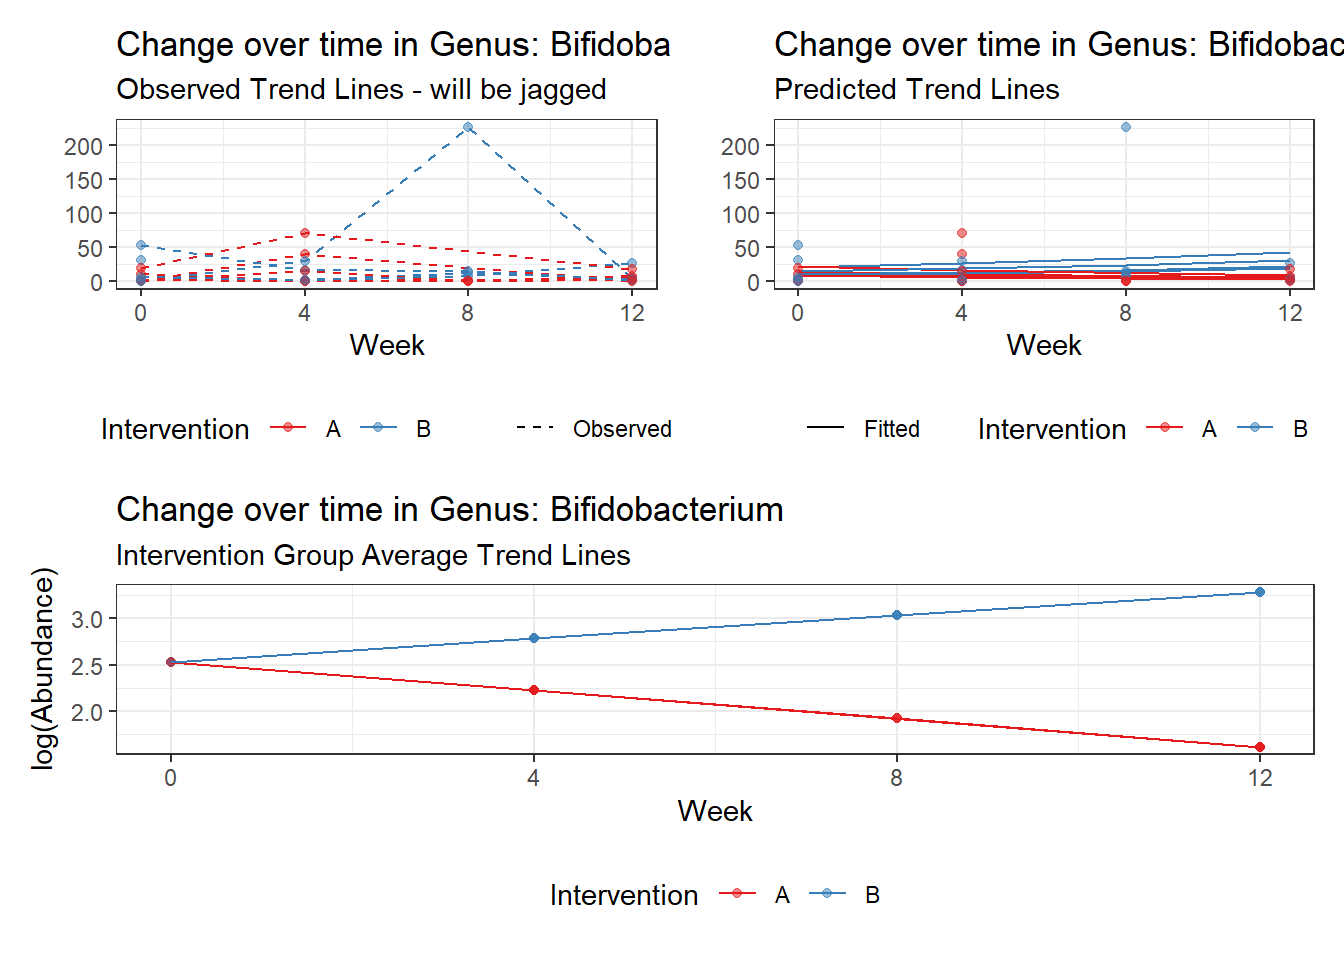 Change over time in Genus: Bifidoba
Observed Trend Lines - will be jagged
200
150
100
50
0
0 4 8 12
Week
Intervention A B Observed
Change over time in Genus: Bifidobac
Predicted Trend Lines
200
150
100
50
0
0 4 8 12
Week
Fitted Intervention A B
Change over time in Genus: Bifidobacterium
Intervention Group Average Trend Lines
log(Abundance)
3.0
2.5
2.0
0 4 8 12
Week
Intervention A B